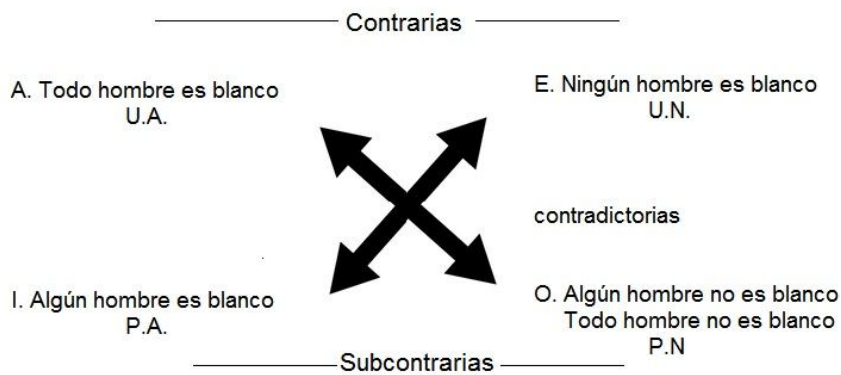 Contrarias
A. Todo hombre es blanco
U.A.
E. Ningún hombre es blanco
U.N.
contradictorias
I. Algún hombre es blanco
P.A.
O. Algún hombre no es blanco
Todo hombre no es blanco
P.N
Subcontrarias